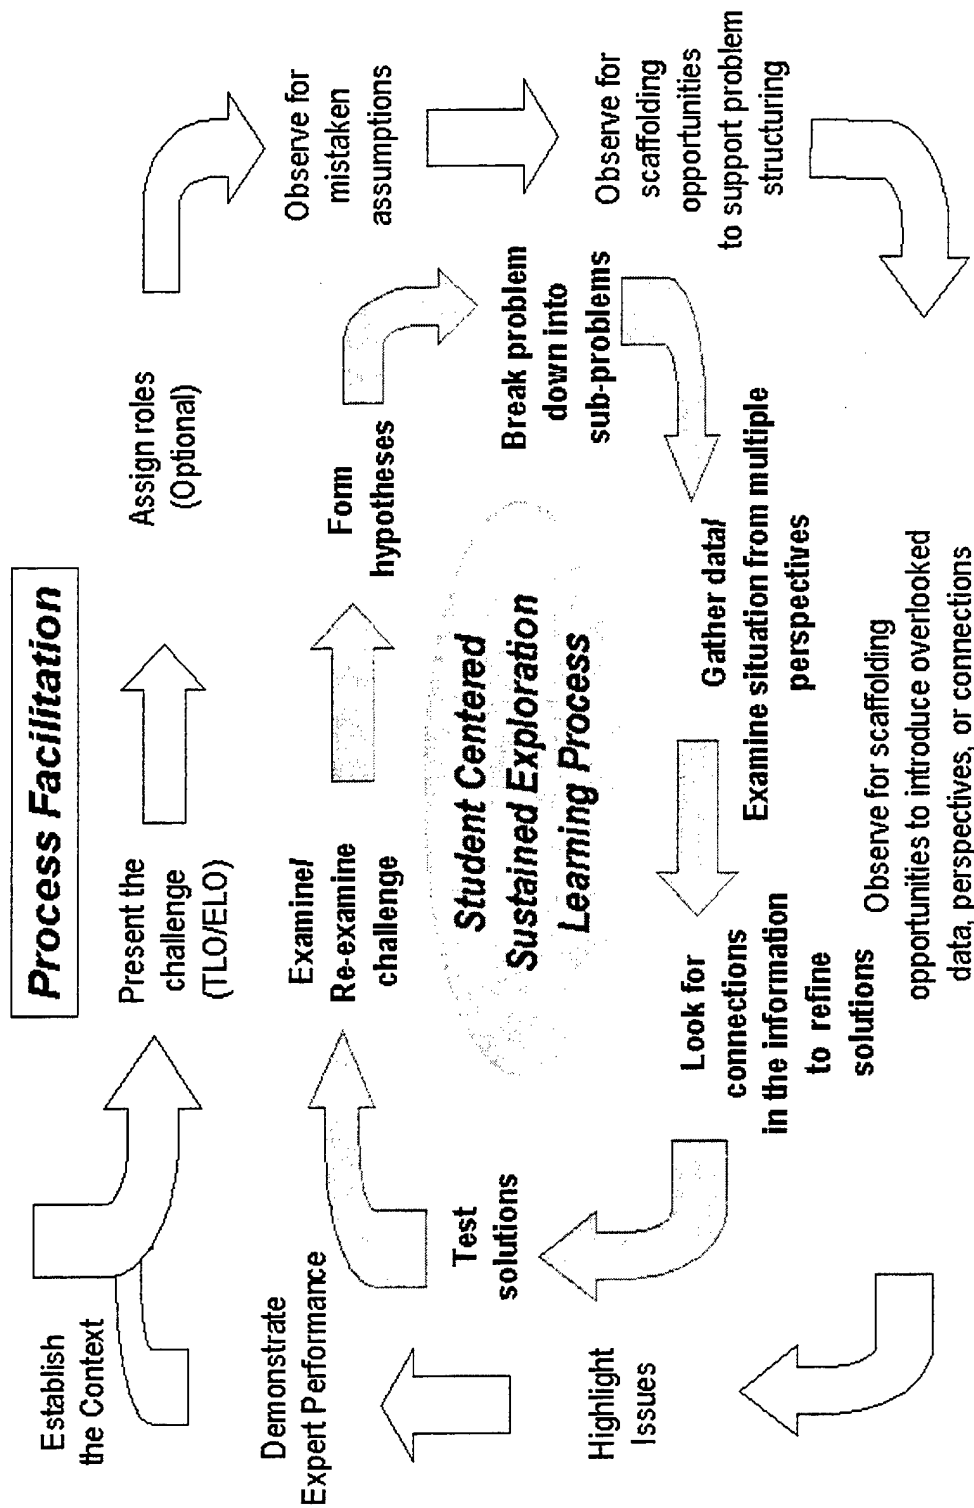 Process Facilitation
Establish
the Context
Present the
challenge
(TLO/ELO)
Assign roles
(Optional)
Observe for
mistaken
assumptions
Observe for
scaffolding
opportunities
to support problem
structuring
Observe for scaffolding
opportunities to introduce overlooked
data, perspectives, or connections
Highlight
Issues
Demonstrate
Expert Performance
Examine/
Re-examine
challenge
Form
hypotheses
Break problem
down into
sub-problems
Gather data/
Examine situation from multiple
perspectives
Look for
connections
in the information
to refine
solutions
Test
solutions
Student Centered
Sustained Exploration
Learning Process